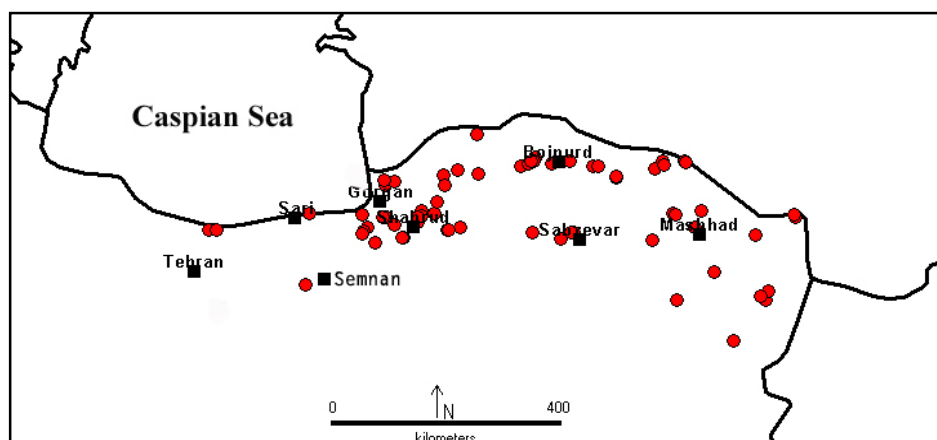 Caspian Sea
Bojnurd
Gorgan
Sari
Shahrud
Sabzevar
Mashhad
Tehran
Semnan
N
0
400
kilometers